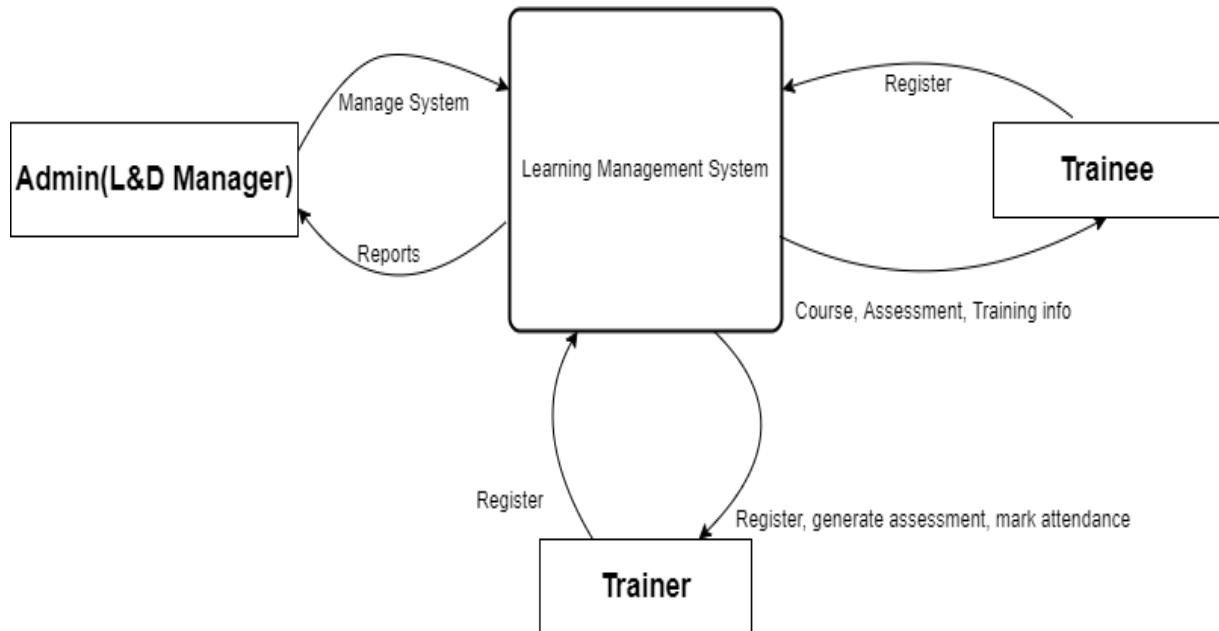 Register
Manage System
Admin(L&D Manager)
Learning Management System
Trainee
Reports
Course, Assessment, Training info
Register
Register, generate assessment, mark attendance
Trainer